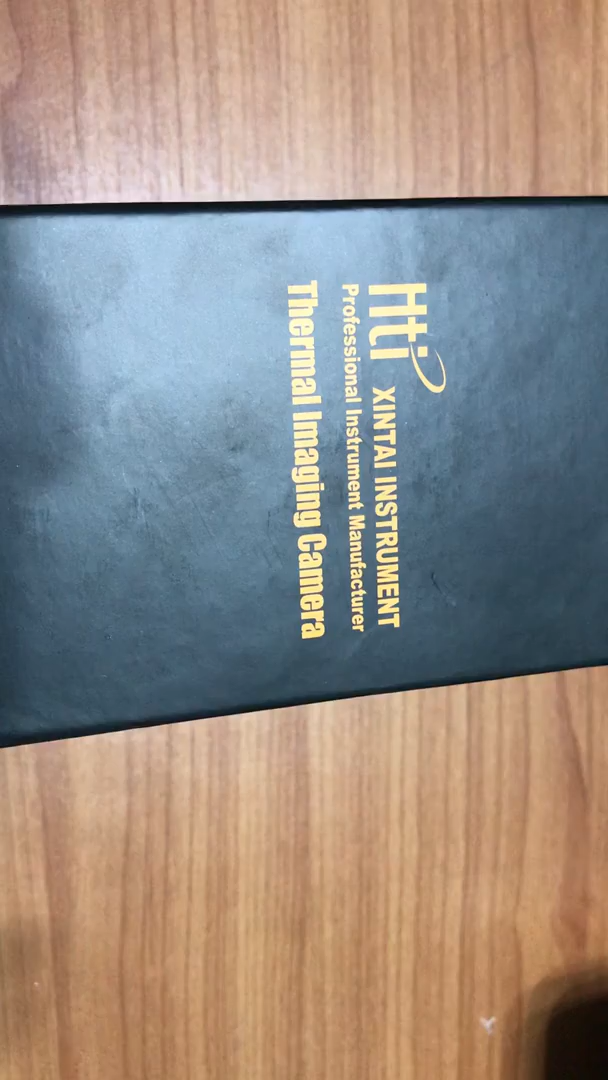 Hti XINTAI INSTRUMENT
Professional Instrument Manufacturer
Thermal Imaging Camera